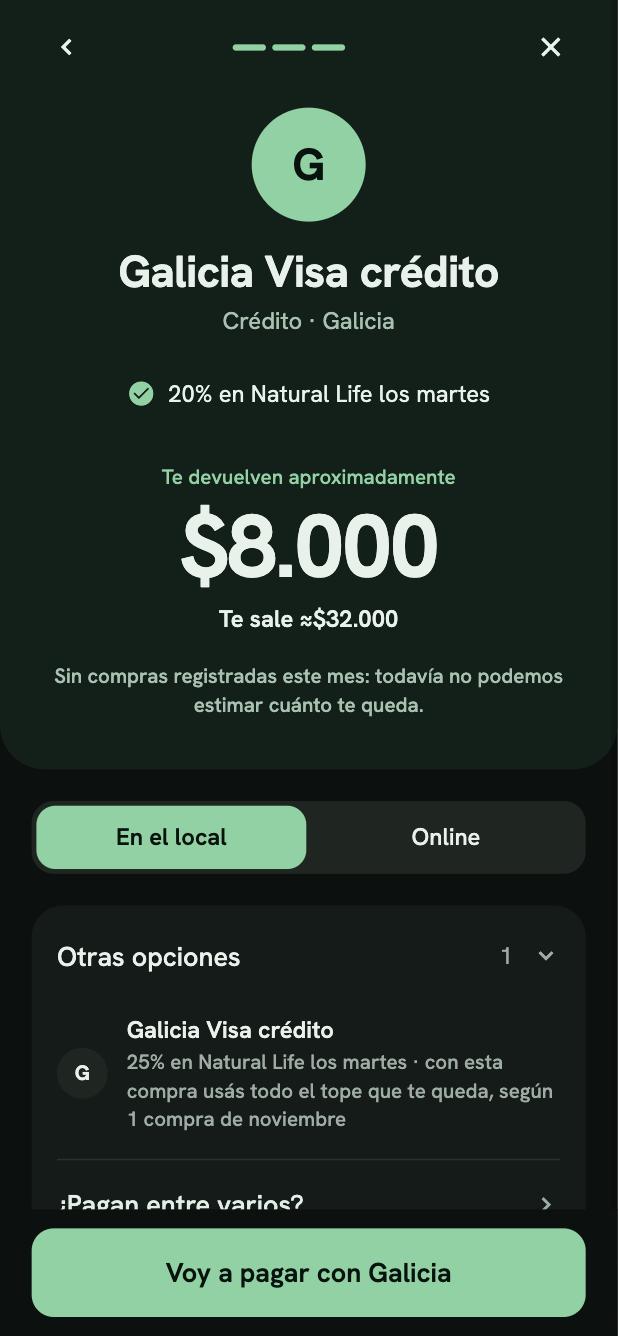 G
Galicia Visa crédito
Crédito · Galicia
20% en Natural Life los martes
Te devuelven aproximadamente
$8.000
Te sale ≈$32.000
Sin compras registradas este mes: todavía no podemos
estimar cuánto te queda.
En el local
Online
Otras opciones
1
Galicia Visa crédito
G
25% en Natural Life los martes · con esta
compra usás todo el tope que te queda, según
1 compra de noviembre
¿Pagan entre varios?
Voy a pagar con Galicia